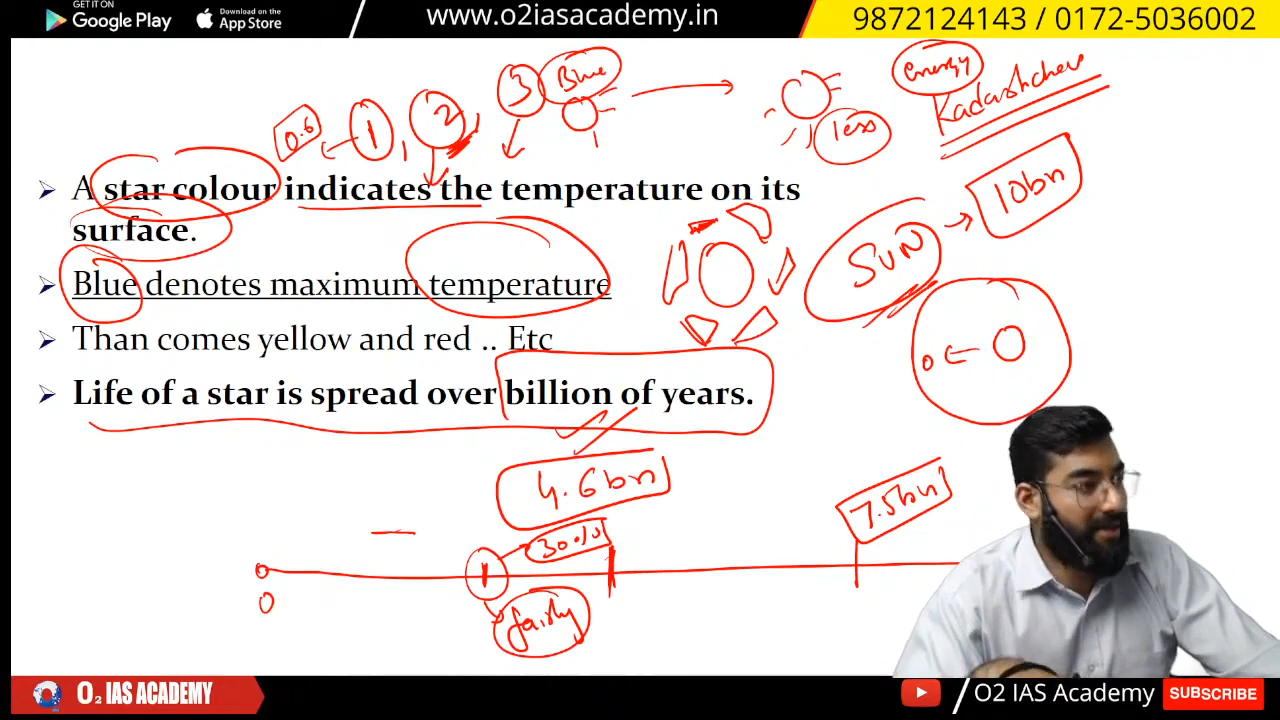 GET IT ON
Google Play
Download on the
App Store
www.o2iasacademy.in
9872124143 / 0172-5036002
energy
Kadashchev
0.6
1, 2,
3
Blue
less
A star colour indicates the temperature on its
surface.
10bn
SUN
Blue denotes maximum temperature
Than comes yellow and red .. Etc
Life of a star is spread over billion of years.
4.6bn
7.5bn
30%
1
0
O2 IAS ACADEMY
O2 IAS Academy
SUBSCRIBE